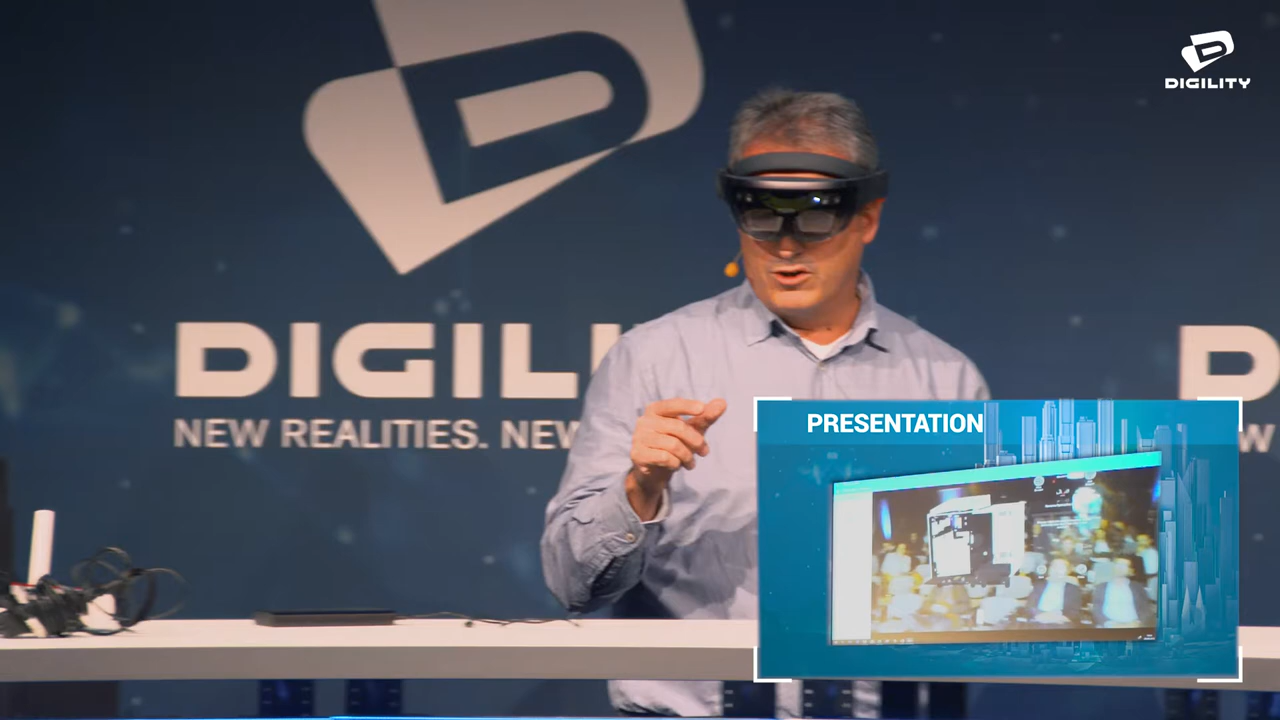 DIGILITY
DIGILI
NEW REALITIES. NEW
D
W
PRESENTATION